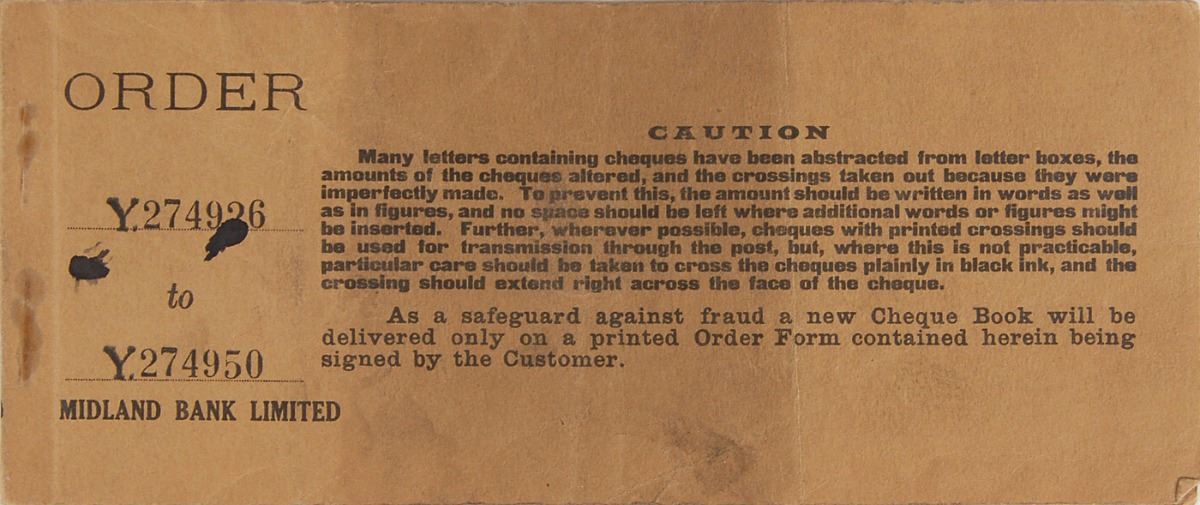 ORDER
Y.274926
to
Y.274950
MIDLAND BANK LIMITED
CAUTION
Many letters containing cheques have been abstracted from letter boxes, the
amounts of the cheques altered, and the crossings taken out because they were
imperfectly made. To prevent this, the amount should be written in words as well
as in figures, and no space should be left where additional words or figures might
be inserted. Further, wherever possible, cheques with printed crossings should
be used for transmission through the post, but, where this is not practicable,
particular care should be taken to cross the cheques plainly in black ink, and the
crossing should extend right across the face of the cheque.
As a safeguard against fraud a new Cheque Book will be
delivered only on a printed Order Form contained herein being
signed by the Customer.